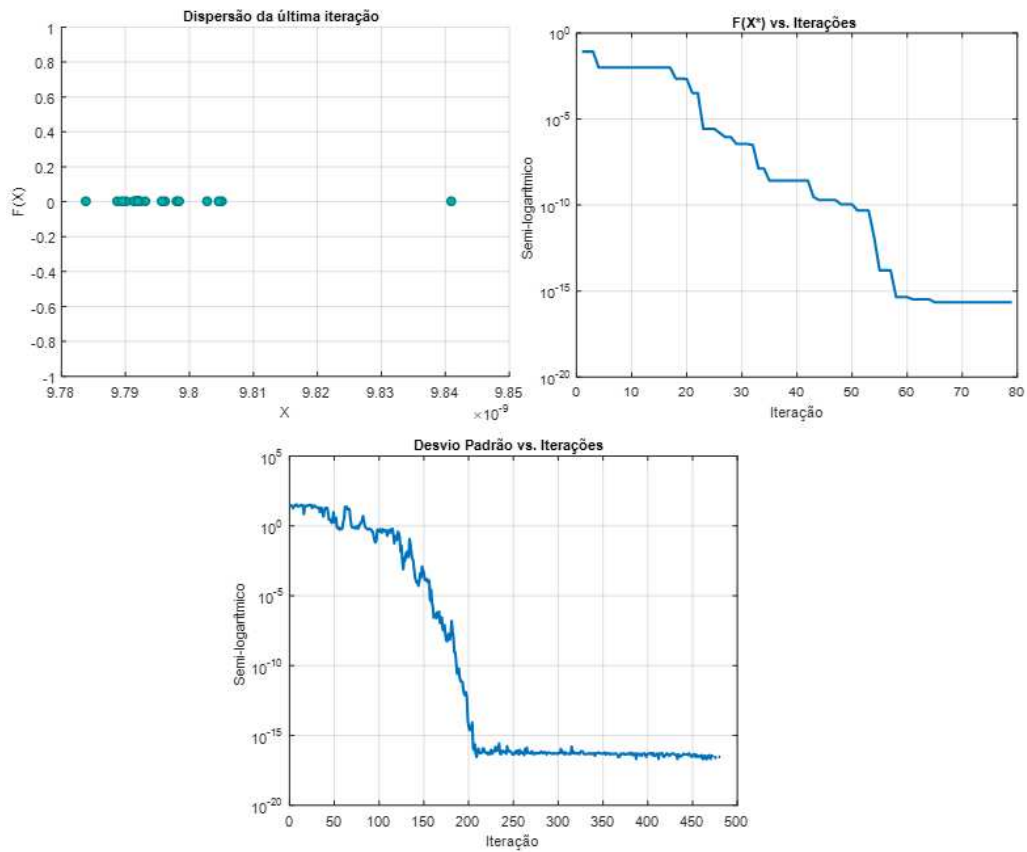 Dispersão da última iteração
1
0.8
0.6
0.4
0.2
0
-0.2
-0.4
-0.6
-0.8
-1
F(X)
9.78 9.79 9.8 9.81 9.82 9.83 9.84 9.85
X
×10⁻⁹
F(X*) vs. Iterações
10⁰
10⁻⁵
10⁻¹⁰
10⁻¹⁵
10⁻²⁰
Semi-logarítmico
0 10 20 30 40 50 60 70 80
Iteração
Desvio Padrão vs. Iterações
10⁵
10⁰
10⁻⁵
10⁻¹⁰
10⁻¹⁵
10⁻²⁰
Semi-logarítmico
0 50 100 150 200 250 300 350 400 450 500
Iteração